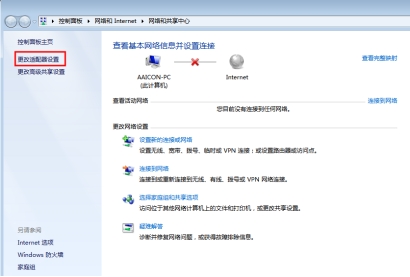 控制面板 ▸ 网络和 Internet ▸ 网络和共享中心
控制面板主页
更改适配器设置
更改高级共享设置
查看基本网络信息并设置连接
AAICON-PC
(此计算机)
Internet
查看完整映射
查看活动网络
连接到网络
您目前没有连接到任何网络。
更改网络设置
设置新的连接或网络
设置无线、宽带、拨号、临时或 VPN 连接；或设置路由器或访问点。
连接到网络
连接到或重新连接到无线、有线、拨号或 VPN 网络连接。
选择家庭组和共享选项
访问位于其他网络计算机上的文件和打印机，或更改共享设置。
疑难解答
诊断并修复网络问题，或获得故障排除信息。
另请参阅
Internet 选项
Windows 防火墙
家庭组